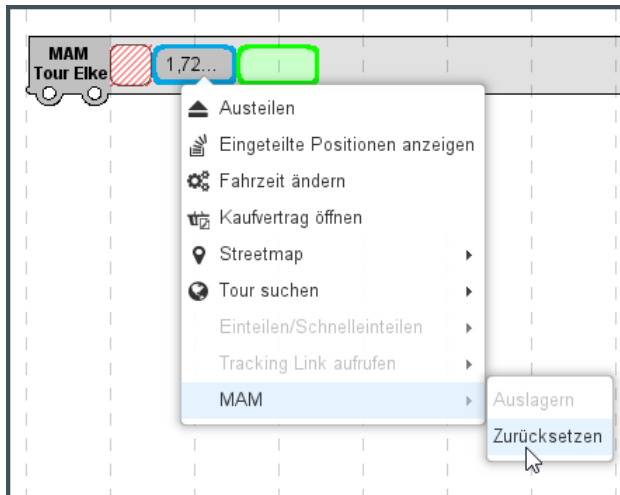 MAM
Tour Elke
1,72...
Austeilen
Eingeteilte Positionen anzeigen
Fahrzeit ändern
Kaufvertrag öffnen
Streetmap
Tour suchen
Einteilen/Schnelleinteilen
Tracking Link aufrufen
MAM
Auslagern
Zurücksetzen